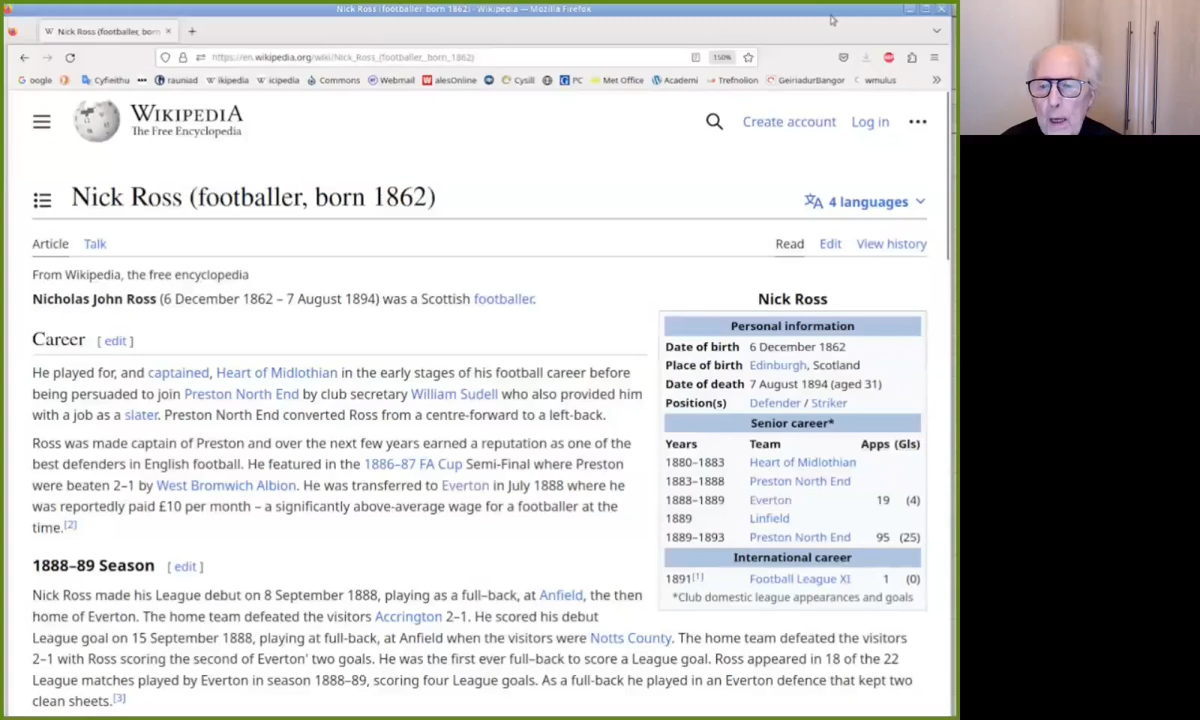 Nick Ross (footballer born 1862) - Wikipedia — Mozilla Firefox
W Nick Ross (footballer, born
https://en.wikipedia.org/wiki/Nick_Ross_(footballer,_born_1862)
150%
oogle Cyfieithu rauniad ikipedia icipedia Commons Webmail alesOnline Cysill PC Met Office Academi Trefnolion GeiriadurBangor wmulus
WIKIPEDIA
The Free Encyclopedia
Create account Log in
Nick Ross (footballer, born 1862)
4 languages
Article Talk
Read Edit View history
From Wikipedia, the free encyclopedia
Nicholas John Ross (6 December 1862 – 7 August 1894) was a Scottish footballer.
Career [ edit ]
He played for, and captained, Heart of Midlothian in the early stages of his football career before
being persuaded to join Preston North End by club secretary William Sudell who also provided him
with a job as a slater. Preston North End converted Ross from a centre-forward to a left-back.
Ross was made captain of Preston and over the next few years earned a reputation as one of the
best defenders in English football. He featured in the 1886–87 FA Cup Semi-Final where Preston
were beaten 2–1 by West Bromwich Albion. He was transferred to Everton in July 1888 where he
was reportedly paid £10 per month – a significantly above-average wage for a footballer at the
time.[2]
1888–89 Season [ edit ]
Nick Ross made his League debut on 8 September 1888, playing as a full–back, at Anfield, the then
home of Everton. The home team defeated the visitors Accrington 2–1. He scored his debut
League goal on 15 September 1888, playing at full-back, at Anfield when the visitors were Notts County. The home team defeated the visitors
2–1 with Ross scoring the second of Everton' two goals. He was the first ever full–back to score a League goal. Ross appeared in 18 of the 22
League matches played by Everton in season 1888–89, scoring four League goals. As a full-back he played in an Everton defence that kept two
clean sheets.[3]
Nick Ross
Personal information
Date of birth 6 December 1862
Place of birth Edinburgh, Scotland
Date of death 7 August 1894 (aged 31)
Position(s) Defender / Striker
Senior career*
Years Team Apps (Gls)
1880–1883 Heart of Midlothian
1883–1888 Preston North End
1888–1889 Everton 19 (4)
1889 Linfield
1889–1893 Preston North End 95 (25)
International career
1891[1] Football League XI 1 (0)
*Club domestic league appearances and goals